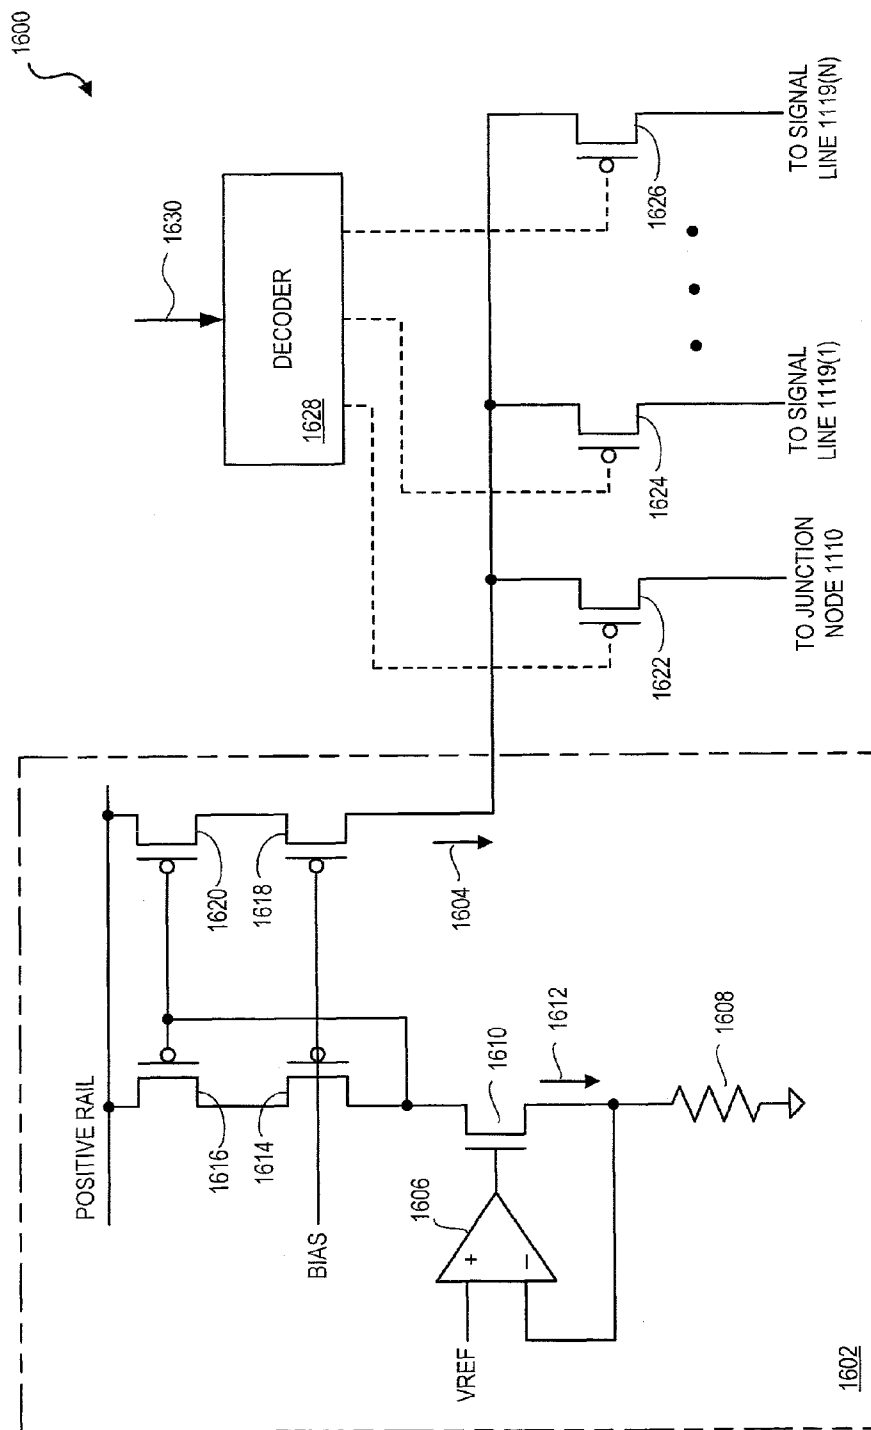 1600
1630
DECODER
1628
POSITIVE RAIL
1616
1614
1620
1618
BIAS
1604
1606
+
−
VREF
1610
1612
1608
1602
1622
1624
1626
TO JUNCTION
NODE 1110
TO SIGNAL
LINE 1119(1)
TO SIGNAL
LINE 1119(N)